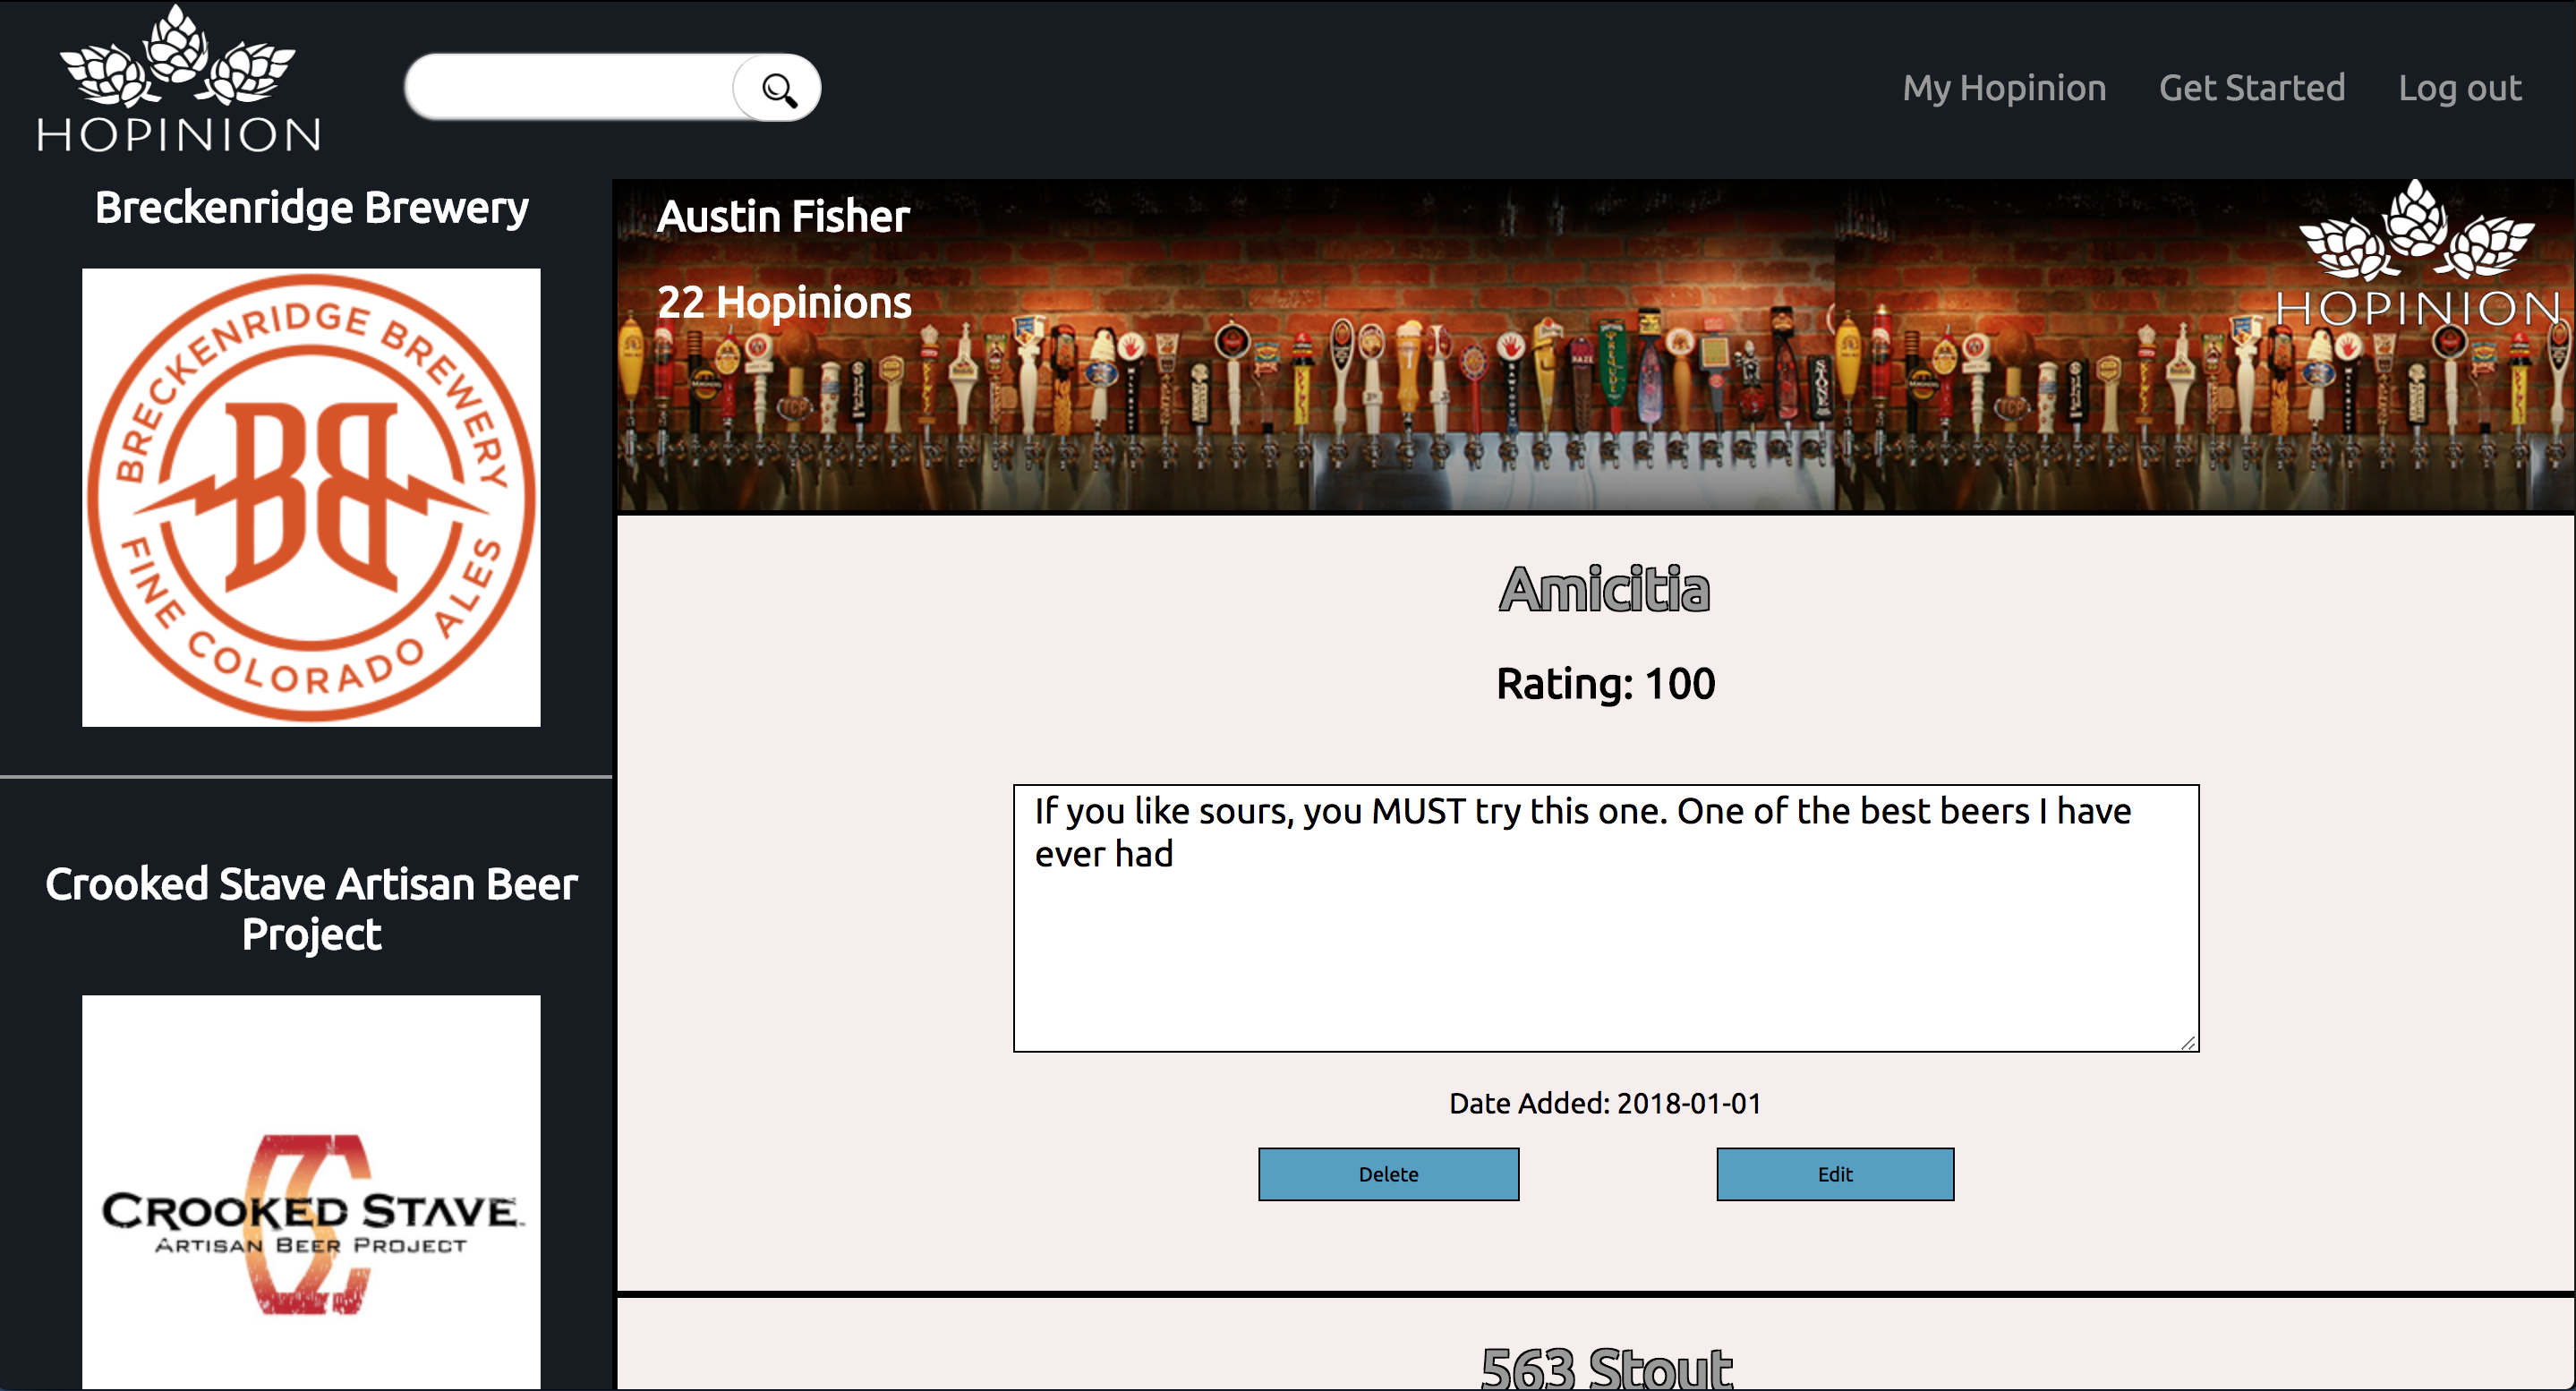 HOPINION
My Hopinion
Get Started
Log out
Breckenridge Brewery
BRECKENRIDGE BREWERY
BB
FINE COLORADO ALES
Crooked Stave Artisan Beer
Project
CROOKED STAVE
ARTISAN BEER PROJECT
Austin Fisher
22 Hopinions
HOPINION
Amicitia
Rating: 100
If you like sours, you MUST try this one. One of the best beers I have
ever had
Date Added: 2018-01-01
Delete
Edit
563 Stout